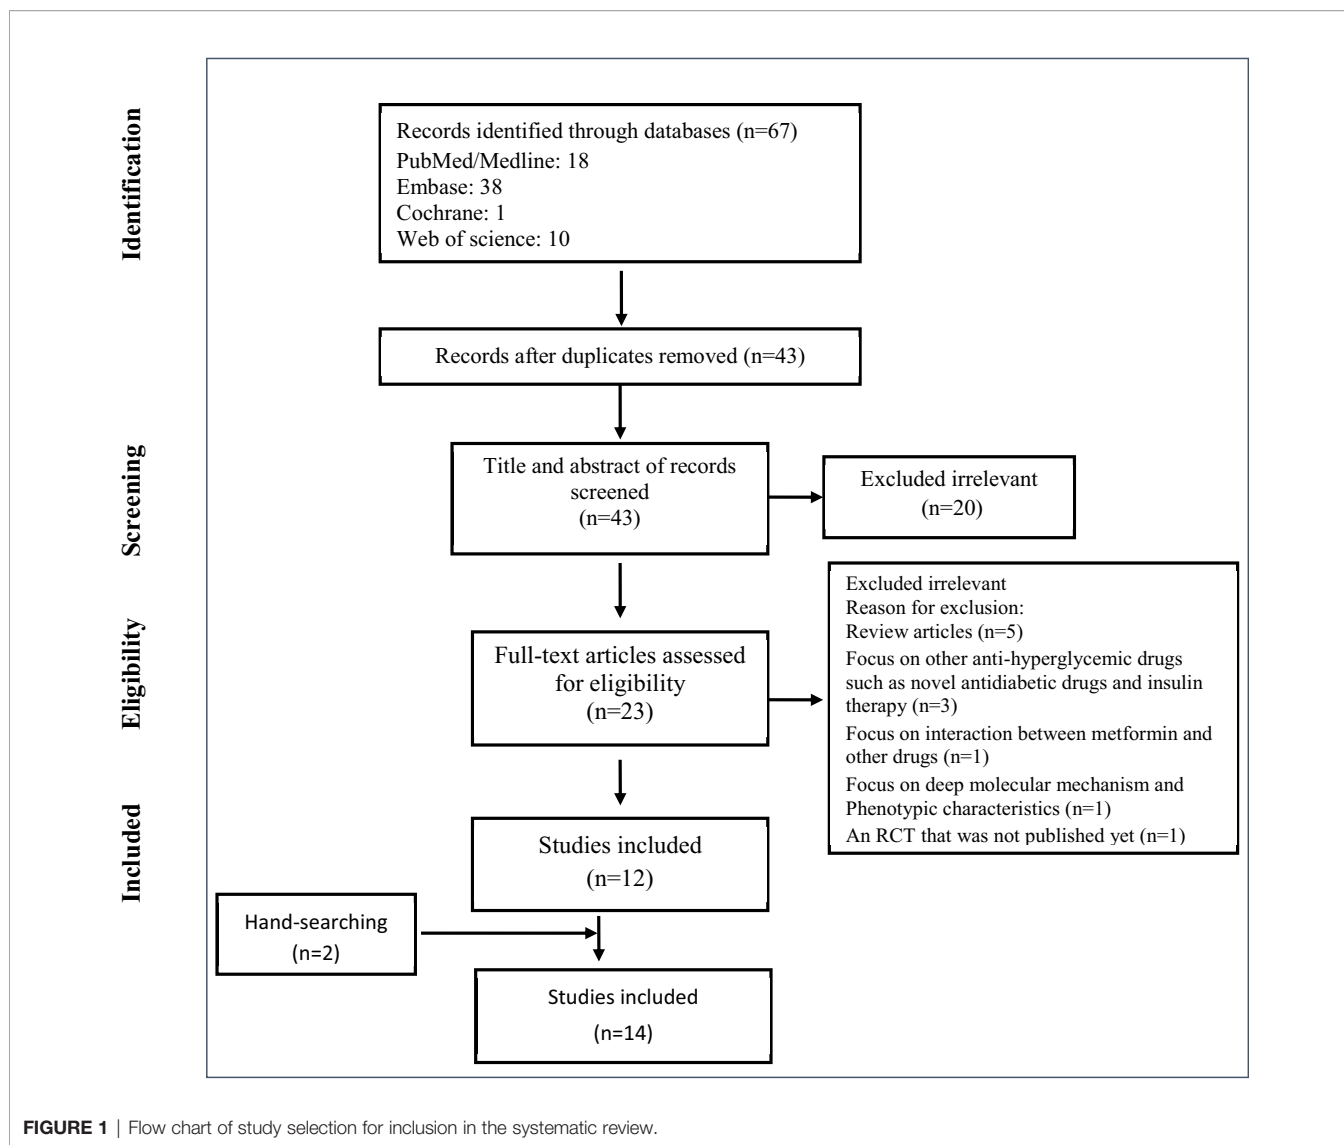 Identification
Records identified through databases (n=67)
PubMed/Medline: 18
Embase: 38
Cochrane: 1
Web of science: 10
Records after duplicates removed (n=43)
Screening
Title and abstract of records
screened
(n=43)
Excluded irrelevant
(n=20)
Eligibility
Full-text articles assessed
for eligibility
(n=23)
Excluded irrelevant
Reason for exclusion:
Review articles (n=5)
Focus on other anti-hyperglycemic drugs
such as novel antidiabetic drugs and insulin
therapy (n=3)
Focus on interaction between metformin and
other drugs (n=1)
Focus on deep molecular mechanism and
Phenotypic characteristics (n=1)
An RCT that was not published yet (n=1)
Included
Studies included
(n=12)
Hand-searching
(n=2)
Studies included
(n=14)
FIGURE 1 | Flow chart of study selection for inclusion in the systematic review.